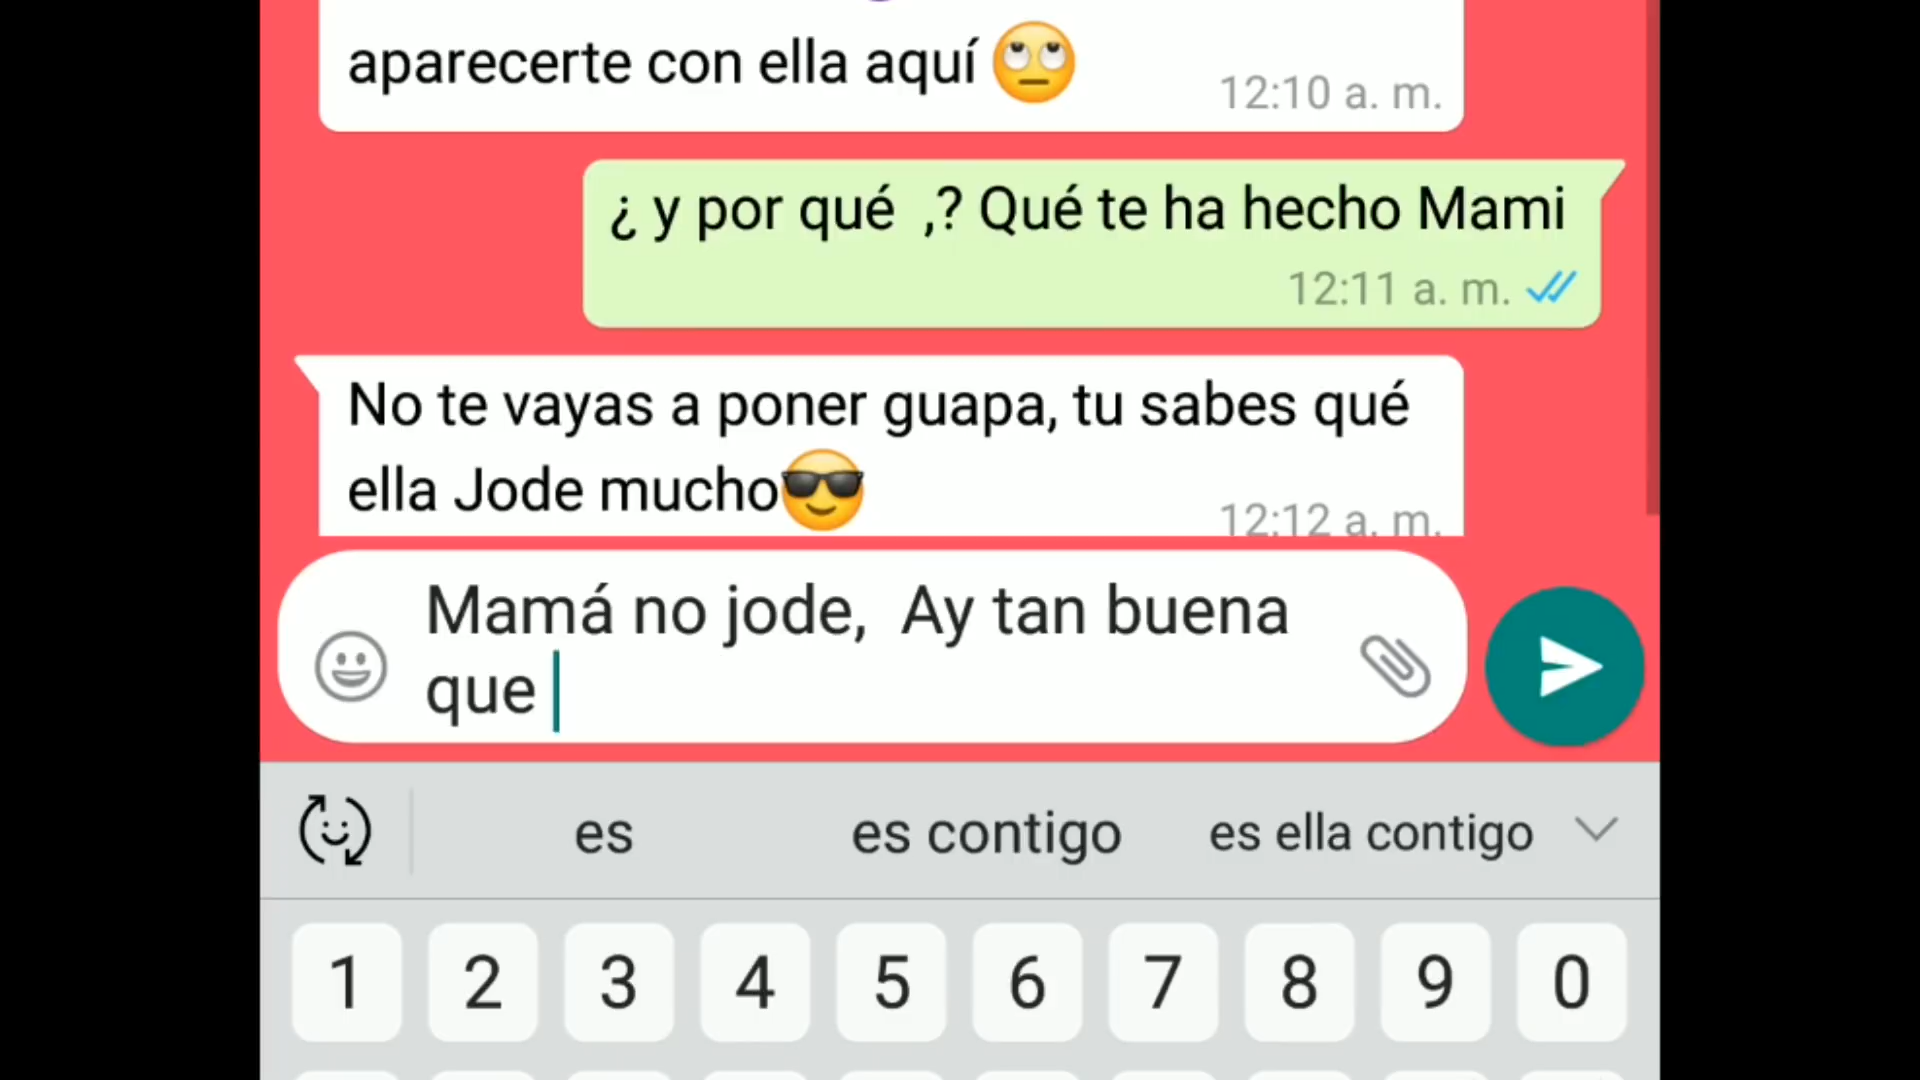 aparecerte con ella aquí 🙄
12:10 a. m.
¿ y por qué  ,? Qué te ha hecho Mami
12:11 a. m.
No te vayas a poner guapa, tu sabes qué
ella Jode mucho😎
12:12 a. m.
Mamá no jode,  Ay tan buena
que
es es contigo es ella contigo
1 2 3 4 5 6 7 8 9 0